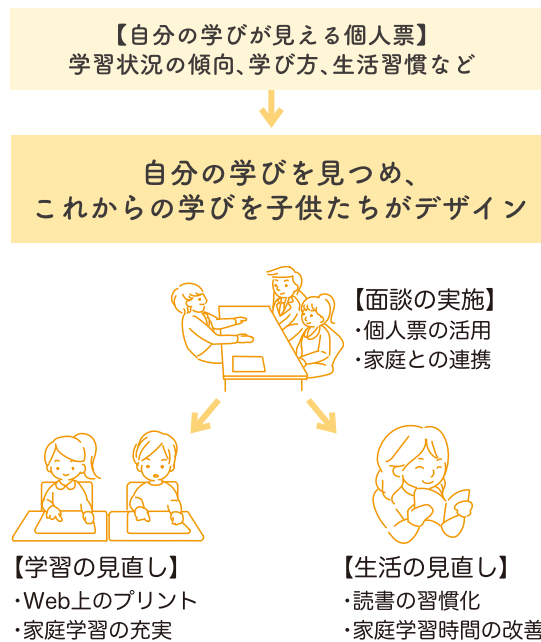 【自分の学びが見える個人票】
学習状況の傾向、学び方、生活習慣など
自分の学びを見つめ、
これからの学びを子供たちがデザイン
【面談の実施】
・個人票の活用
・家庭との連携
【学習の見直し】
・Web上のプリント
・家庭学習の充実
【生活の見直し】
・読書の習慣化
・家庭学習時間の改善